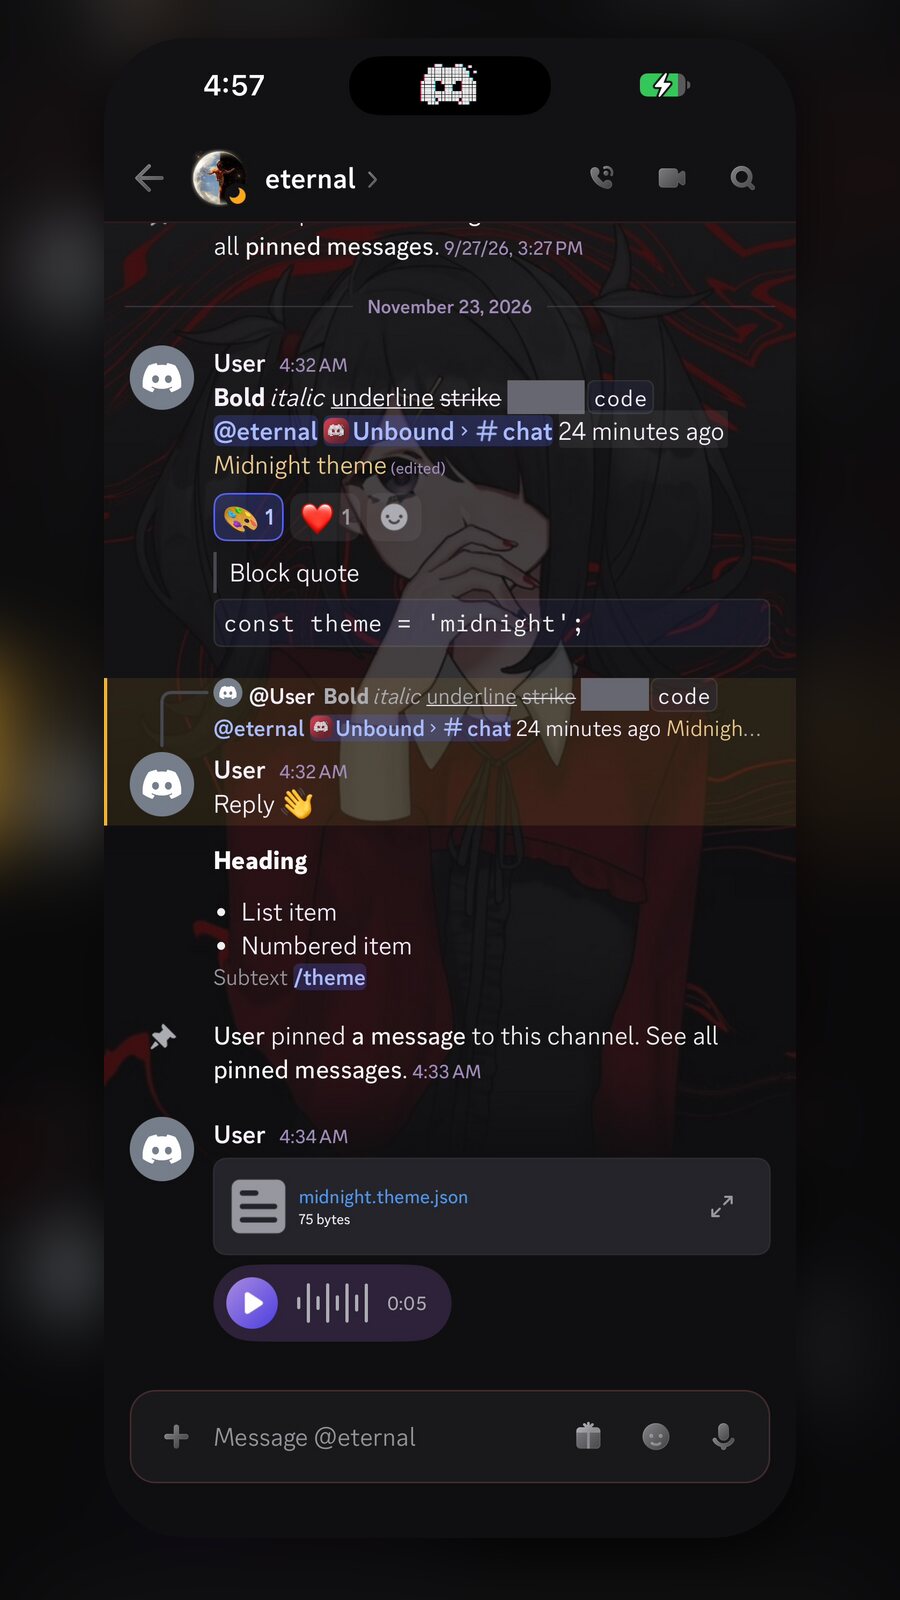 4:57
eternal
all pinned messages. 9/27/26, 3:27 PM
November 23, 2026
User 4:32 AM
Bold italic underline strike code
@eternal Unbound › # chat 24 minutes ago
Midnight theme (edited)
1 1
Block quote
const theme = 'midnight';
@User Bold italic underline strike code
@eternal Unbound › # chat 24 minutes ago Midnigh...
User 4:32 AM
Reply
Heading
• List item
• Numbered item
Subtext /theme
User pinned a message to this channel. See all
pinned messages. 4:33 AM
User 4:34 AM
midnight.theme.json
75 bytes
0:05
Message @eternal